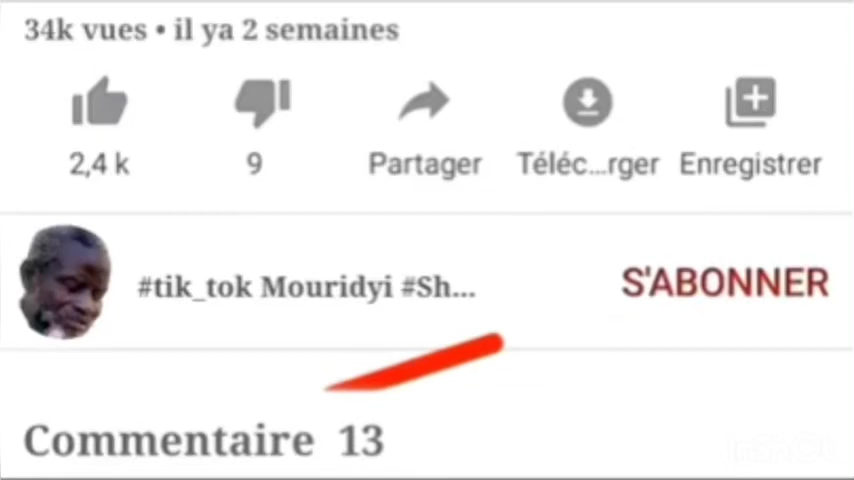 34k vues • il ya 2 semaines
2,4 k 9 Partager Téléc...rger Enregistrer
#tik_tok Mouridyi #Sh... S'ABONNER
Commentaire 13